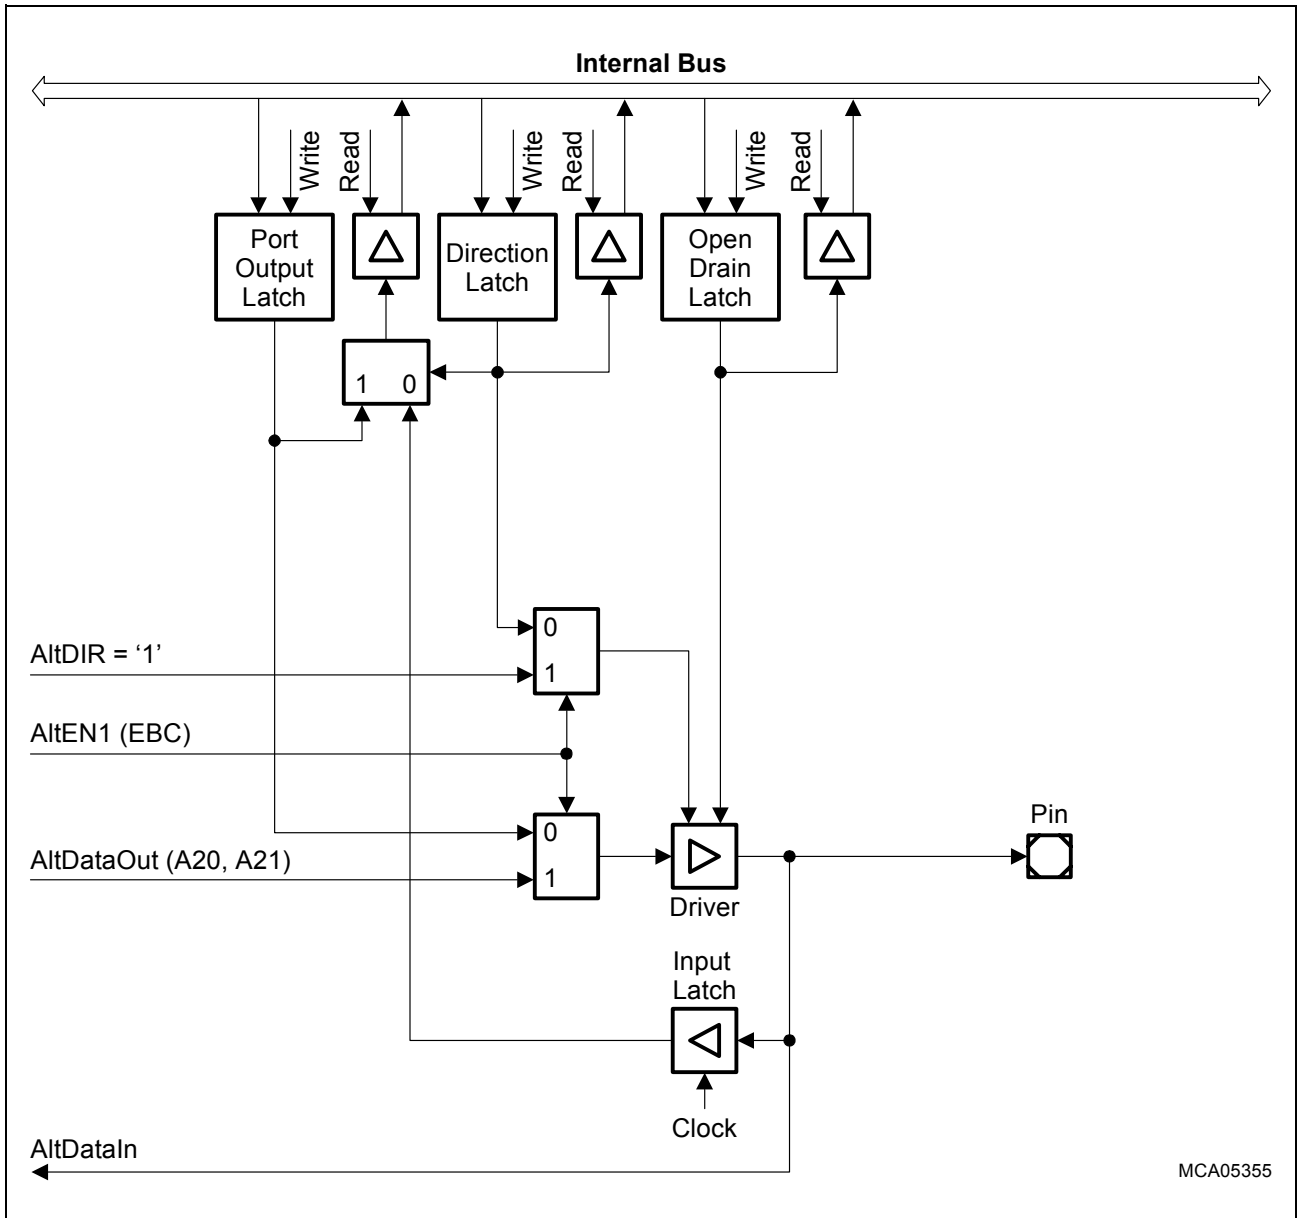 Internal Bus
Write
Read
Write
Read
Write
Read
Port
Output
Latch
Direction
Latch
Open
Drain
Latch
1 0
0
AltDIR = ‘1’
1
AltEN1 (EBC)
0
AltDataOut (A20, A21)
1
Driver
Pin
Input
Latch
Clock
AltDataIn
MCA05355